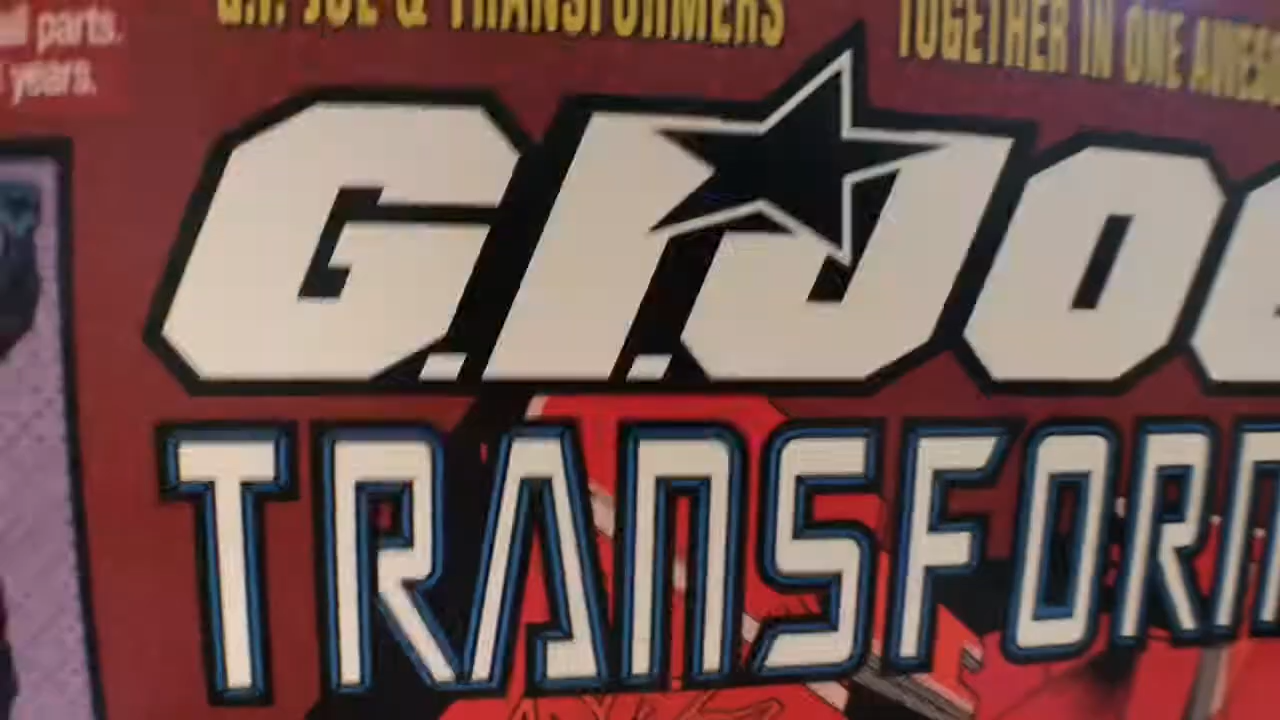 parts.
years.
G.I. JOE & TRANSFORMERS
TOGETHER IN ONE
G.I. JO
TRANSFOR